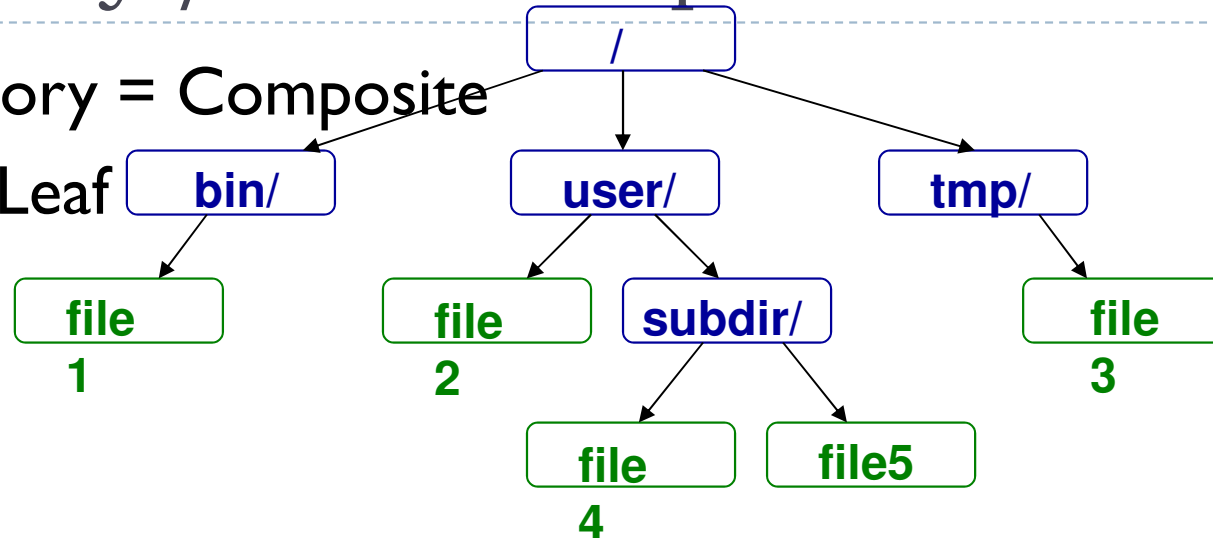 /
ory = Composite
Leaf
bin/
user/
tmp/
file
1
file
2
subdir/
file
3
file
4
file5